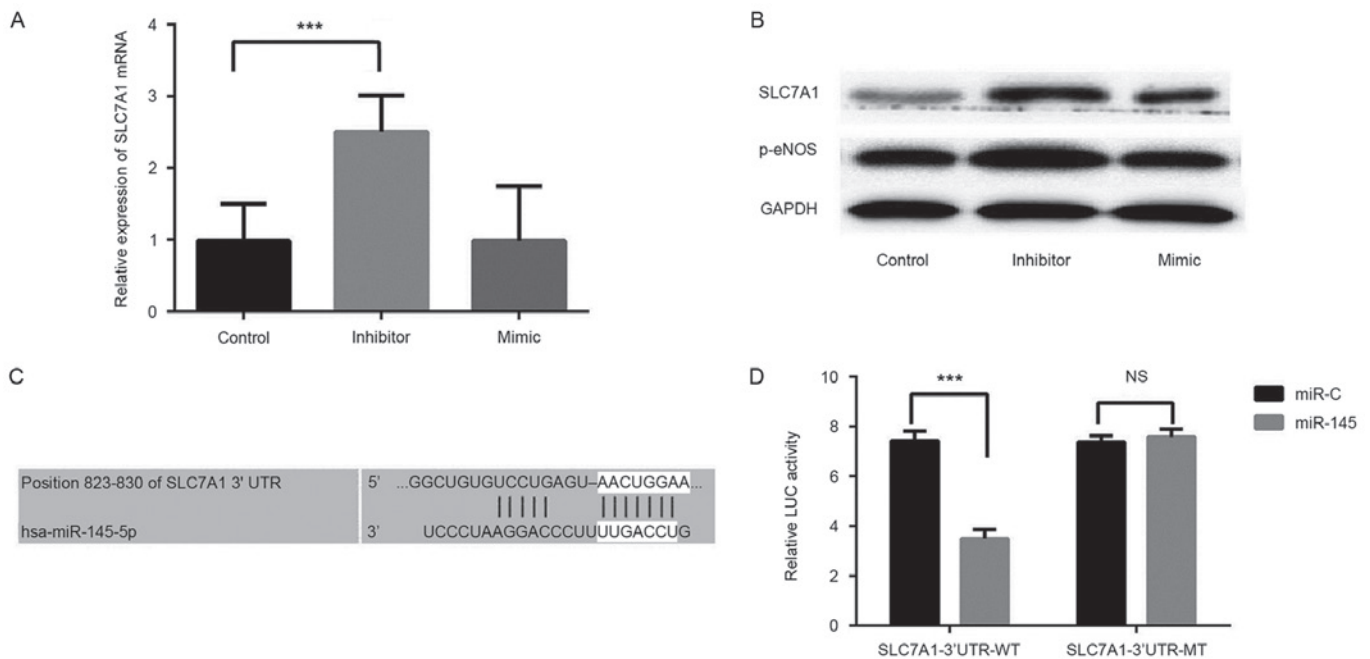 A
Relative expression of SLC7A1 mRNA
4
3
2
1
0
***
Control Inhibitor Mimic
B
SLC7A1
p-eNOS
GAPDH
Control Inhibitor Mimic
C
Position 823-830 of SLC7A1 3' UTR 5' ...GGCUGUGUCCUGAGU–AACUGGAA...
hsa-miR-145-5p 3' UCCCUAAGGACCCUUUUGACCUG
D
Relative LUC activity
10
8
6
4
2
0
***
NS
miR-C
miR-145
SLC7A1-3'UTR-WT SLC7A1-3'UTR-MT